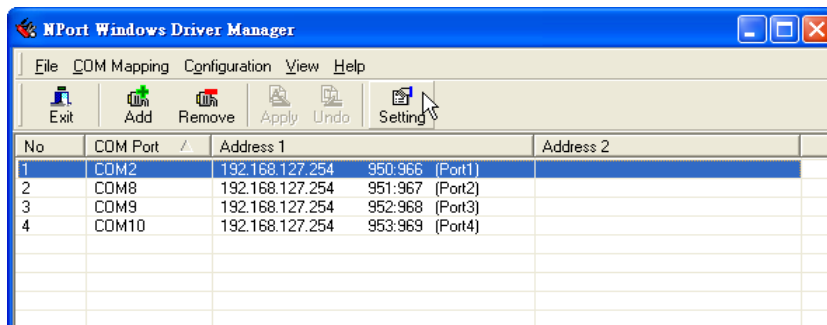 NPort Windows Driver Manager
File COM Mapping Configuration View Help
Exit Add Remove Apply Undo Setting
No COM Port Address 1 Address 2
1 COM2 192.168.127.254 950:966 (Port1)
2 COM8 192.168.127.254 951:967 (Port2)
3 COM9 192.168.127.254 952:968 (Port3)
4 COM10 192.168.127.254 953:969 (Port4)